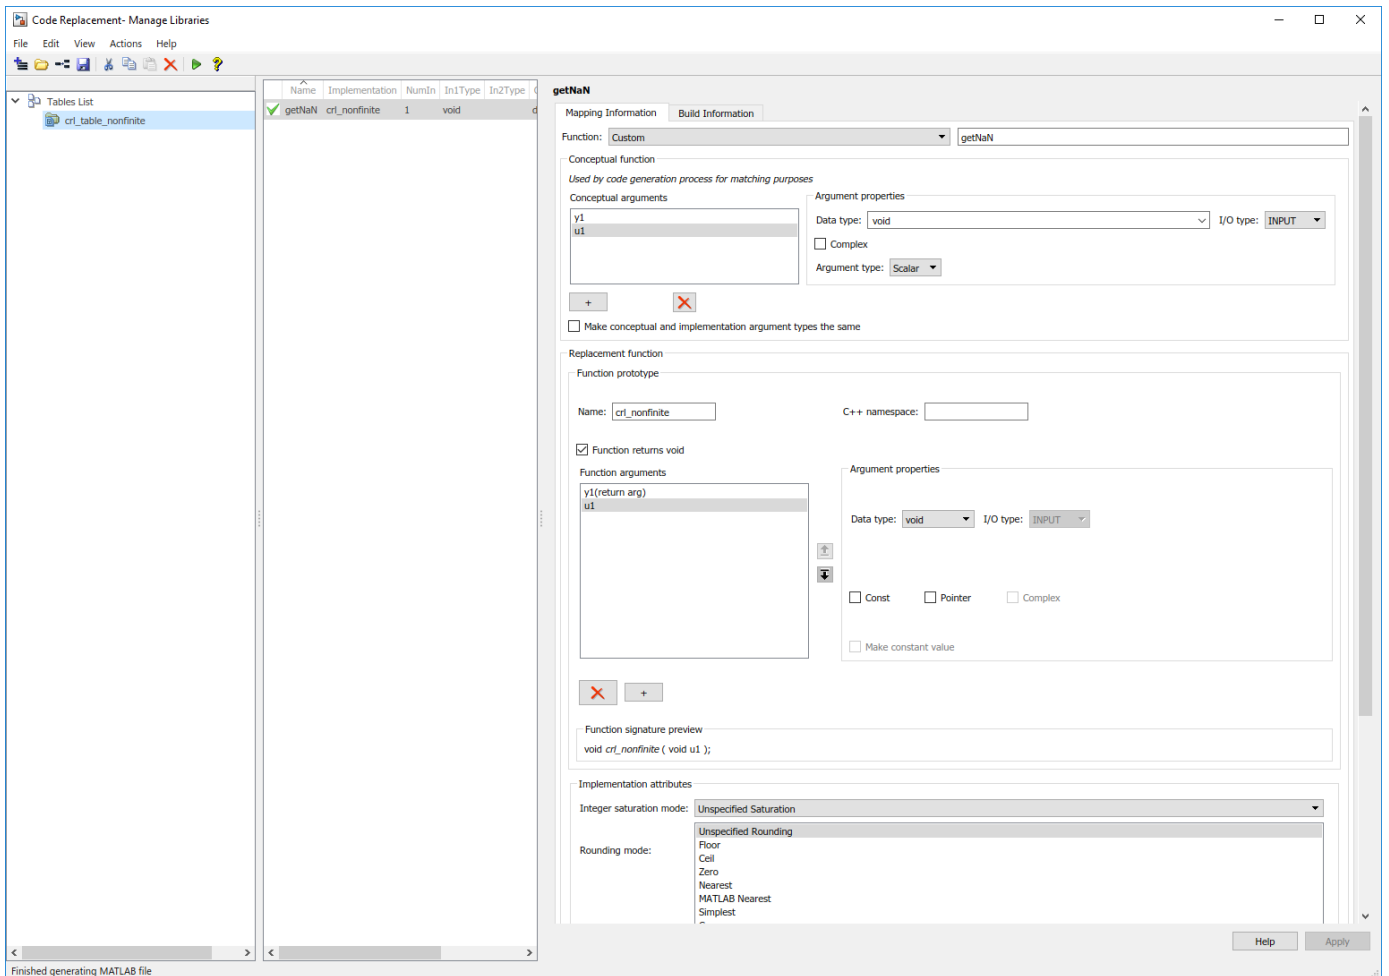 Code Replacement- Manage Libraries
File Edit View Actions Help
Tables List
crl_table_nonfinite
Name Implementation NumIn In1Type In2Type
getNaN crl_nonfinite 1 void d
getNaN
Mapping Information Build Information
Function: Custom getNaN
Conceptual function
Used by code generation process for matching purposes
Conceptual arguments
y1
u1
Argument properties
Data type: void I/O type: INPUT
Complex
Argument type: Scalar
+
Make conceptual and implementation argument types the same
Replacement function
Function prototype
Name: crl_nonfinite C++ namespace:
Function returns void
Function arguments
y1(return arg)
u1
Argument properties
Data type: void I/O type: INPUT
Const Pointer Complex
Make constant value
+
Function signature preview
void crl_nonfinite ( void u1 );
Implementation attributes
Integer saturation mode: Unspecified Saturation
Rounding mode:
Unspecified Rounding
Floor
Ceil
Zero
Nearest
MATLAB Nearest
Simplest
Help Apply
Finished generating MATLAB file